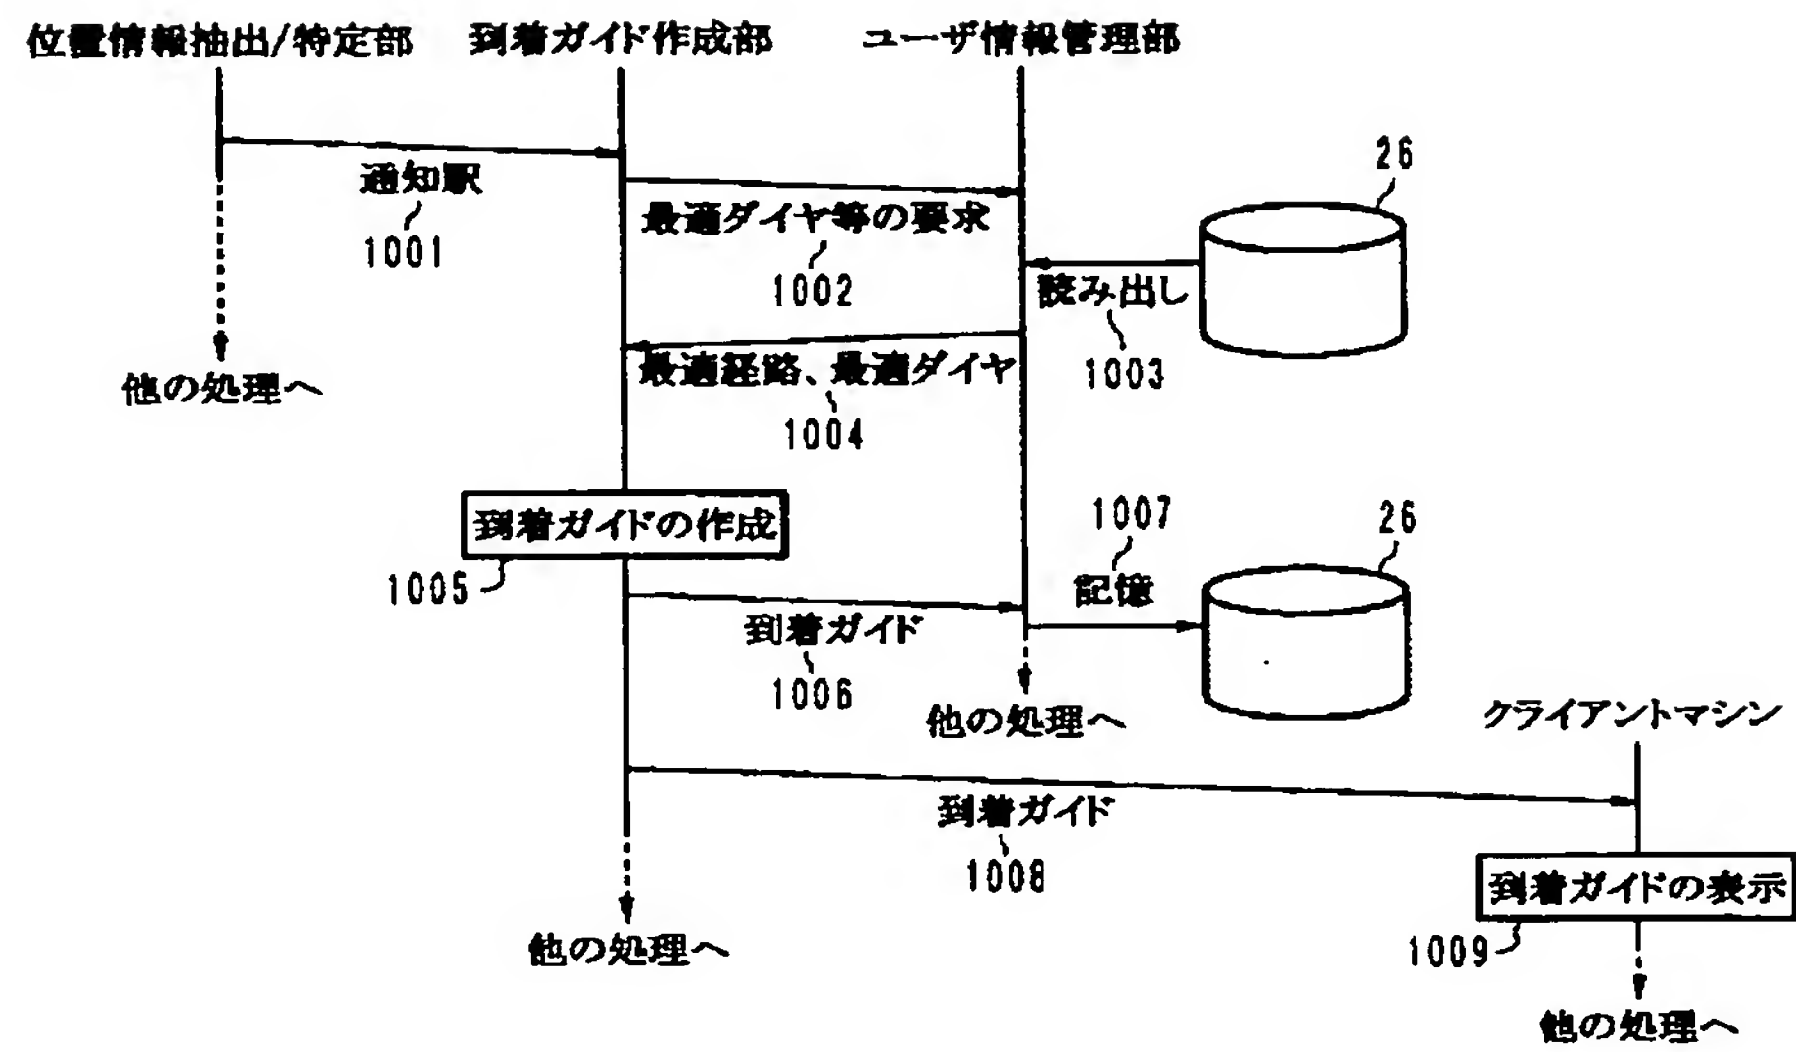 位置情報抽出/特定部
到着ガイド作成部
ユーザ情報管理部
通知駅
1001
最適ダイヤ等の要求
1002
26
読み出し
1003
他の処理へ
最適経路、最適ダイヤ
1004
到着ガイドの作成
1005
1007
記憶
26
到着ガイド
1006
他の処理へ
クライアントマシン
到着ガイド
1008
到着ガイドの表示
1009
他の処理へ
他の処理へ